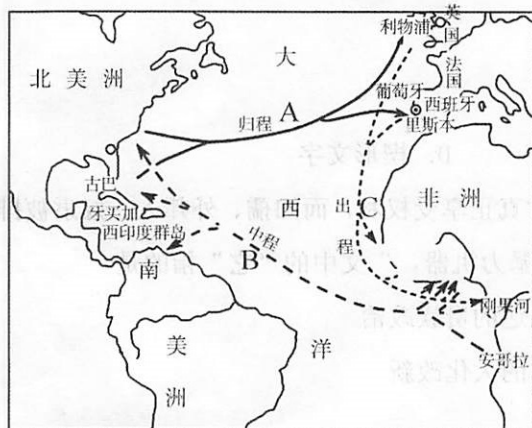 利物浦
英国
大
北美洲
法国
葡萄牙
西班牙
里斯本
A
归程
古巴
牙买加
西印度群岛
西
出程
非洲
中程
B
南美洲
洋
刚果河
安哥拉